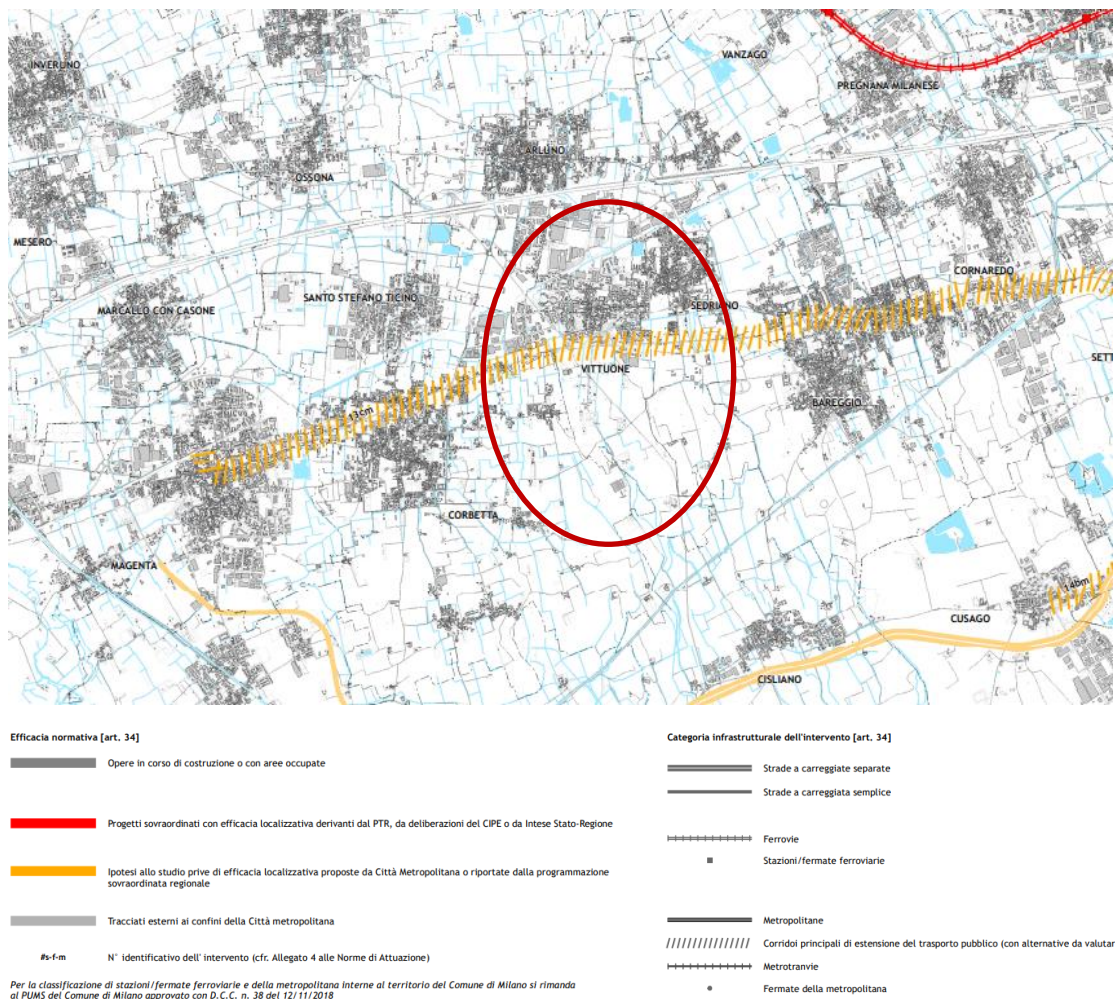 VANZAGO
INVERUNO
PREGNANA MILANESE
ARLUNO
OSSONA
MESERO
CORNAREDO
SANTO STEFANO TICINO
SEDRIANO
MARCALLO CON CASONE
SETT
VITTUONE
BAREGGIO
13cm
CORBETTA
MAGENTA
14bm
CUSAGO
CISLIANO
Efficacia normativa [art. 34]
Opere in corso di costruzione o con aree occupate
Progetti sovraordinati con efficacia localizzativa derivanti dal PTR, da deliberazioni del CIPE o da Intese Stato-Regione
Ipotesi allo studio prive di efficacia localizzativa proposte da Città Metropolitana o riportate dalla programmazione
sovraordinata regionale
Tracciati esterni ai confini della Città metropolitana
#s-f-m N° identificativo dell' intervento (cfr. Allegato 4 alle Norme di Attuazione)
Per la classificazione di stazioni/fermate ferroviarie e della metropolitana interne al territorio del Comune di Milano si rimanda
al PUMS del Comune di Milano approvato con D.C.C. n. 38 del 12/11/2018
Categoria infrastrutturale dell'intervento [art. 34]
Strade a carreggiate separate
Strade a carreggiata semplice
Ferrovie
Stazioni/fermate ferroviarie
Metropolitane
Corridoi principali di estensione del trasporto pubblico (con alternative da valutar
Metrotranvie
Fermate della metropolitana